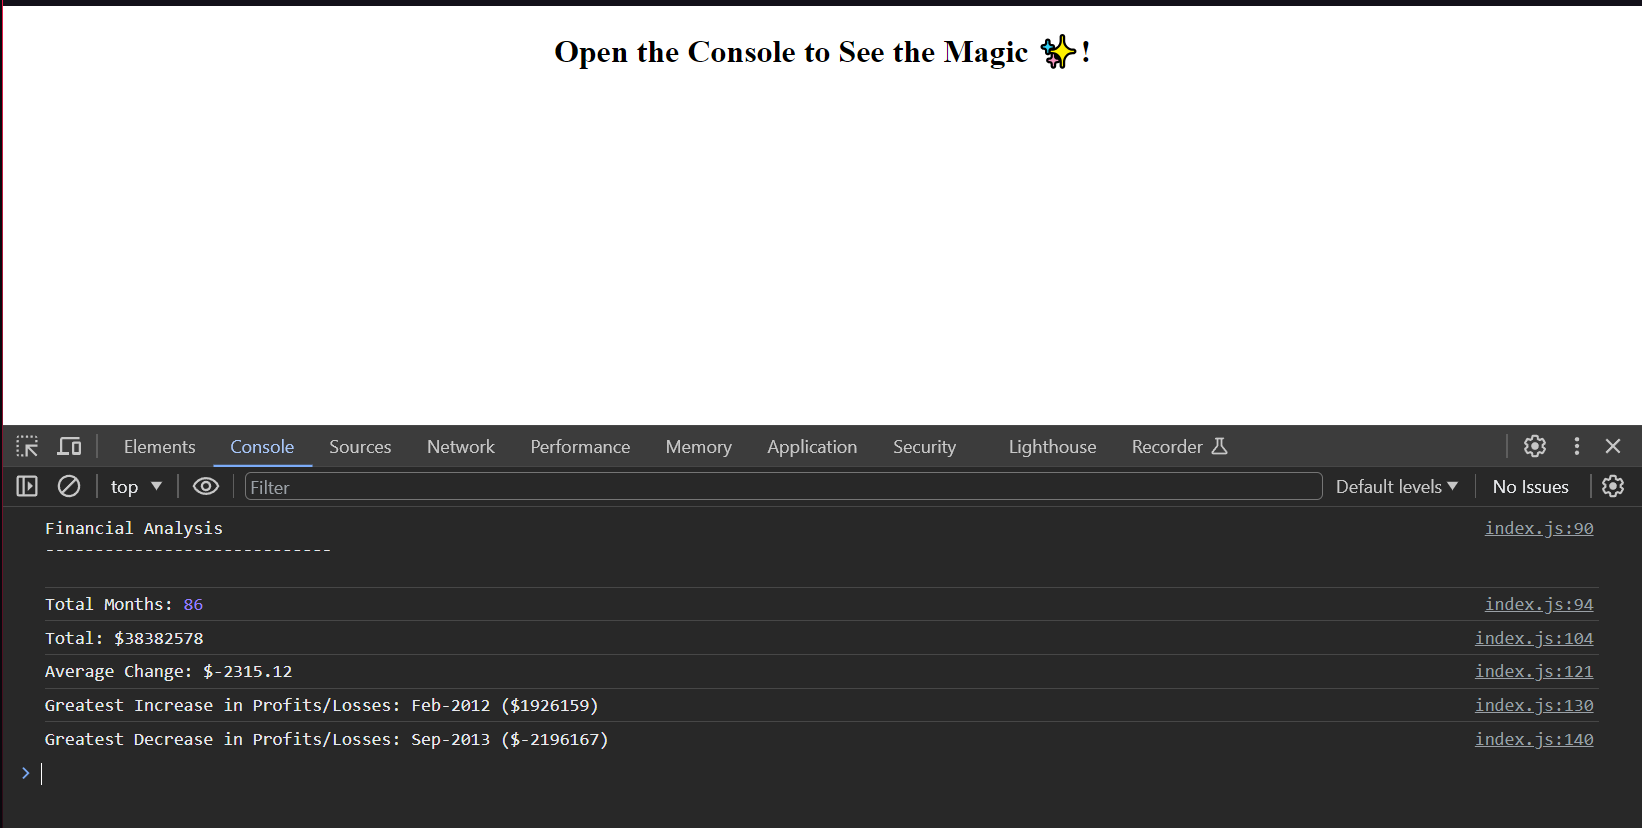 Open the Console to See the Magic ✨!
Elements Console Sources Network Performance Memory Application Security Lighthouse Recorder
top Filter Default levels No Issues
Financial Analysis index.js:90
-----------------------------
Total Months: 86 index.js:94
Total: $38382578 index.js:104
Average Change: $-2315.12 index.js:121
Greatest Increase in Profits/Losses: Feb-2012 ($1926159) index.js:130
Greatest Decrease in Profits/Losses: Sep-2013 ($-2196167) index.js:140
>